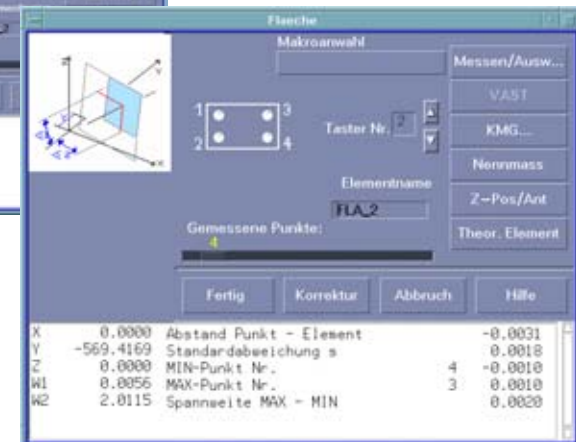 Flaeche
Makroanwahl
Messen/Ausw...
VAST
1 3
Taster Nr. 2
KMG...
2 4
Nennmass
Elementname
Z-Pos/Ant
FLA_2
Gemessene Punkte:
Theor. Element
4
Fertig Korrektur Abbruch Hilfe
X 0.0000 Abstand Punkt - Element -0.0031
Y -569.4169 Standardabweichung s 0.0018
Z 0.0000 MIN-Punkt Nr. 4 -0.0010
W1 0.0056 MAX-Punkt Nr. 3 0.0010
W2 2.0115 Spannweite MAX - MIN 0.0020